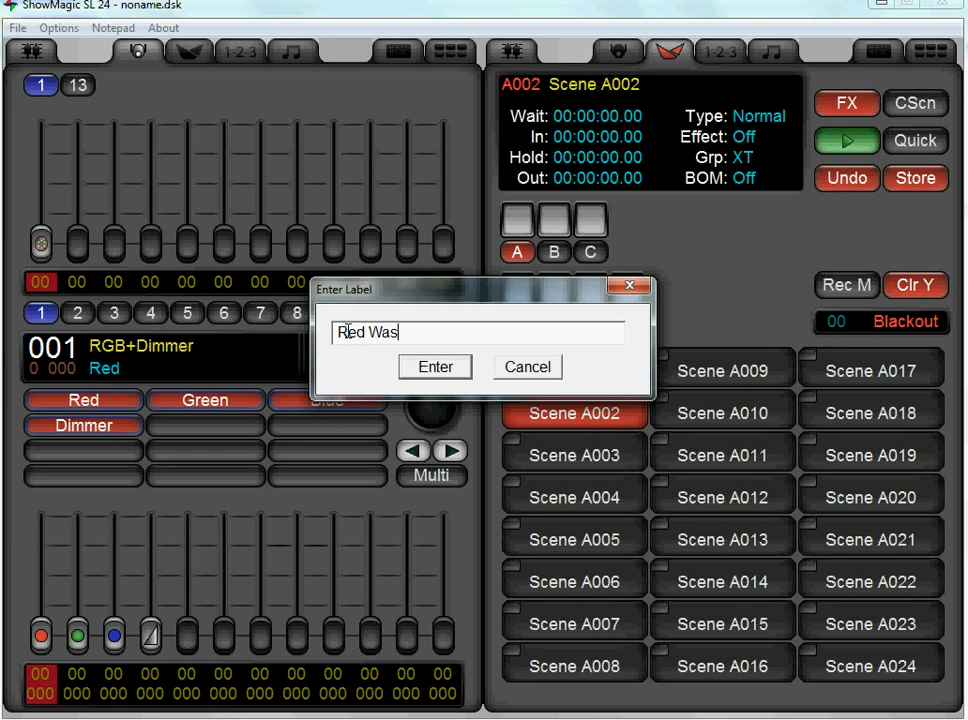 ShowMagic SL 24 - noname.dsk
File Options Notepad About
1-2-3
1-2-3
1 13
A002 Scene A002
Wait: 00:00:00.00 Type: Normal
In: 00:00:00.00 Effect: Off
Hold: 00:00:00.00 Grp: XT
Out: 00:00:00.00 BOM: Off
FX CScn
Quick
Undo Store
A B C
00 00 00 00 00 00 00 00
Enter Label
Red Was
Enter Cancel
Rec M Clr Y
00 Blackout
1 2 3 4 5 6 7 8
001 RGB+Dimmer
0 000 Red
Red Green Blue
Dimmer
Multi
Scene A009 Scene A017
Scene A002 Scene A010 Scene A018
Scene A003 Scene A011 Scene A019
Scene A004 Scene A012 Scene A020
Scene A005 Scene A013 Scene A021
Scene A006 Scene A014 Scene A022
Scene A007 Scene A015 Scene A023
Scene A008 Scene A016 Scene A024
00 00 00 00 00 00 00 00 00 00 00 00
000 000 000 000 000 000 000 000 000 000 000 000